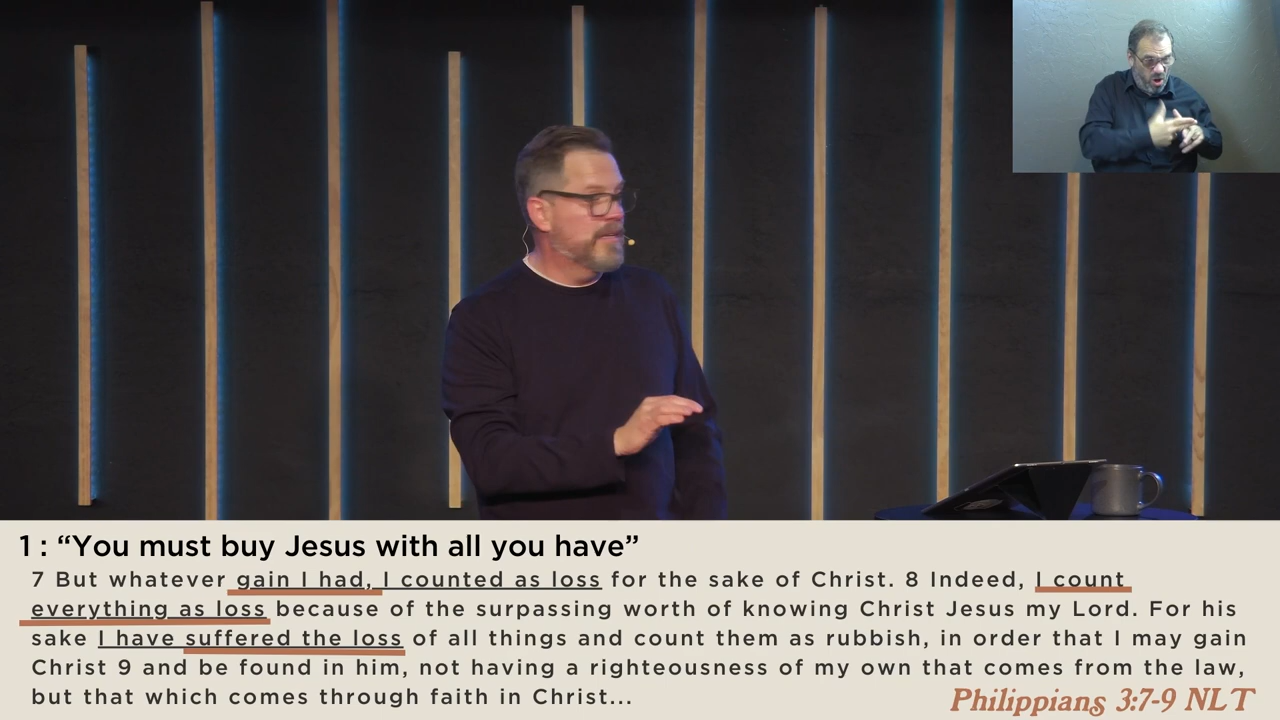 1 : “You must buy Jesus with all you have”
7 But whatever gain I had, I counted as loss for the sake of Christ. 8 Indeed, I count
everything as loss because of the surpassing worth of knowing Christ Jesus my Lord. For his
sake I have suffered the loss of all things and count them as rubbish, in order that I may gain
Christ 9 and be found in him, not having a righteousness of my own that comes from the law,
but that which comes through faith in Christ...
Philippians 3:7-9 NLT